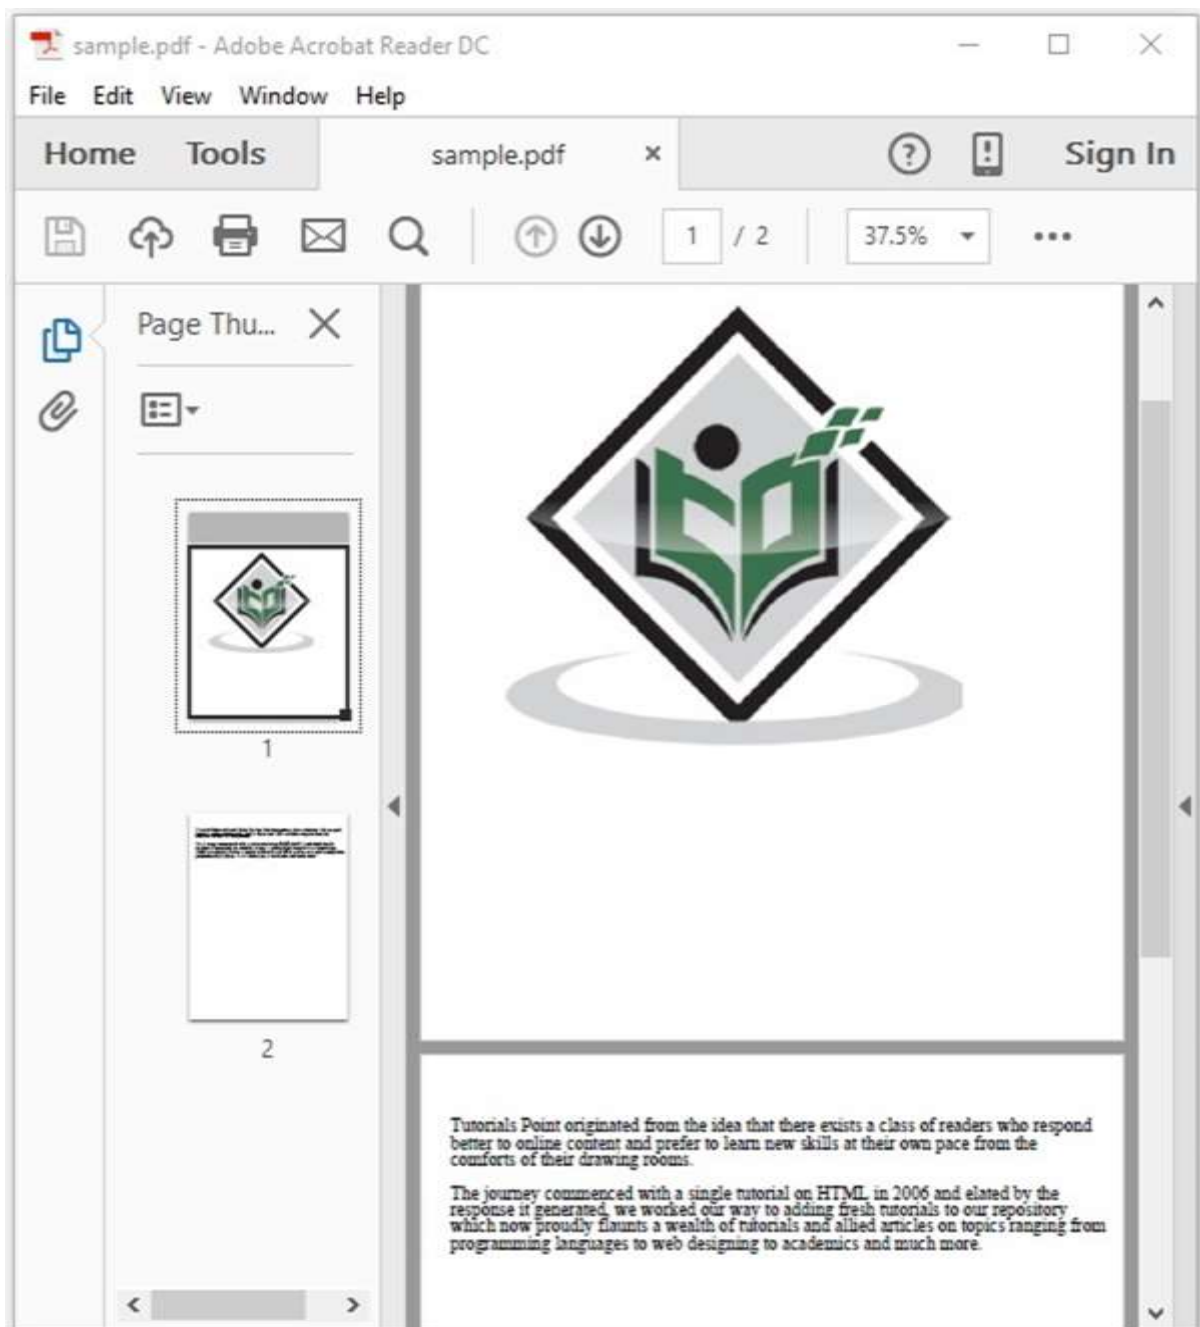 sample.pdf - Adobe Acrobat Reader DC
File Edit View Window Help
Home Tools sample.pdf × Sign In
1 / 2 37.5%
Page Thu...
1
2
Tutorials Point originated from the idea that there exists a class of readers who respond
better to online content and prefer to learn new skills at their own pace from the
comforts of their drawing rooms.
The journey commenced with a single tutorial on HTML in 2006 and elated by the
response it generated, we worked our way to adding fresh tutorials to our repository
which now proudly flaunts a wealth of tutorials and allied articles on topics ranging from
programming languages to web designing to academics and much more.